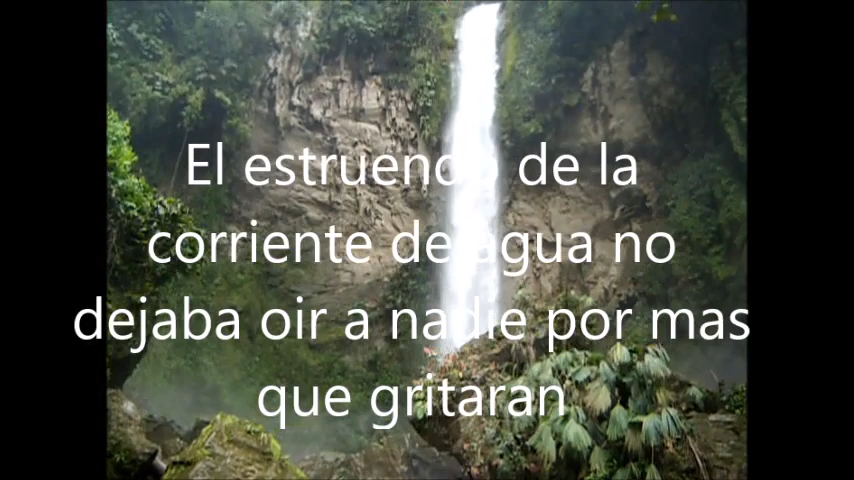 El estruendo de la
corriente de agua no
dejaba oir a nadie por mas
que gritaran